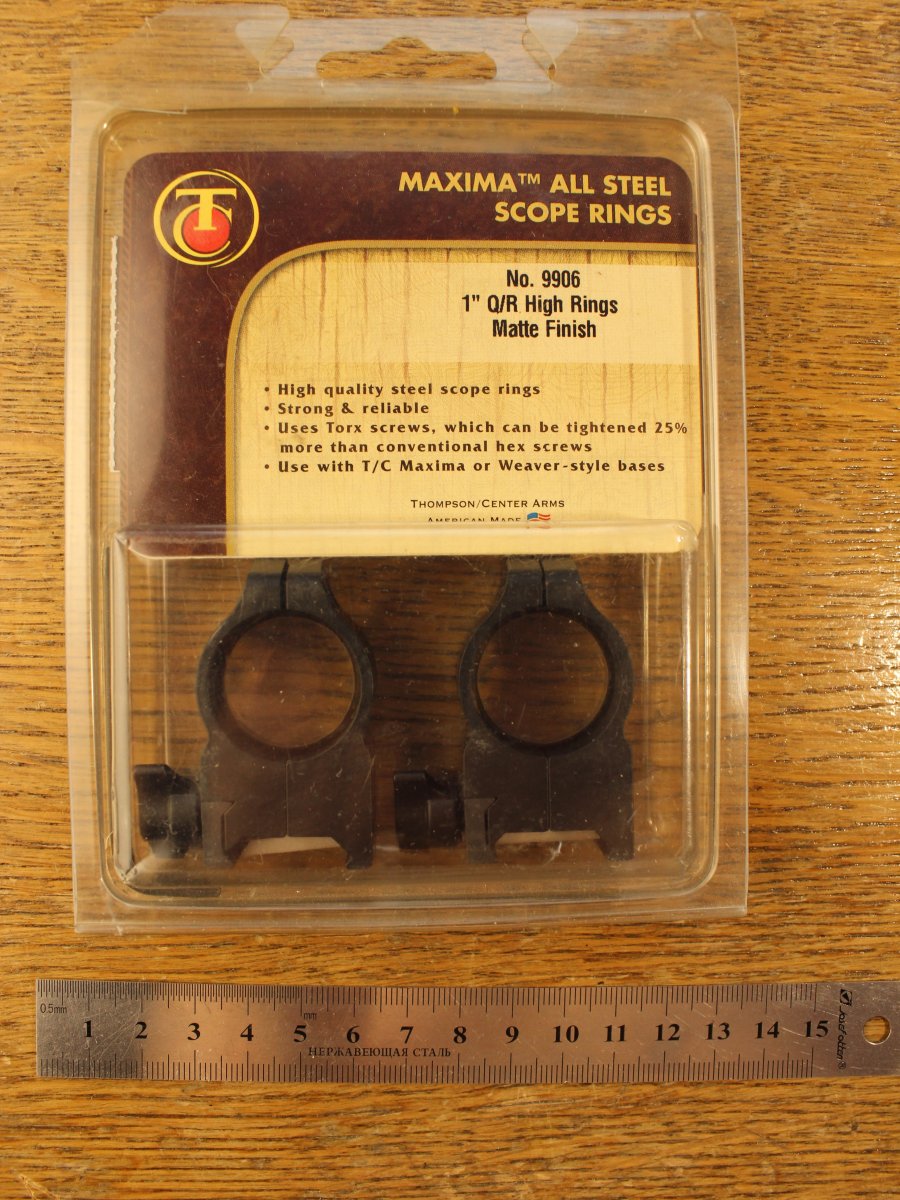 TC
MAXIMA™ ALL STEEL
SCOPE RINGS
No. 9906
1" Q/R High Rings
Matte Finish
• High quality steel scope rings
• Strong & reliable
• Uses Torx screws, which can be tightened 25%
more than conventional hex screws
• Use with T/C Maxima or Weaver-style bases
THOMPSON/CENTER ARMS
AMERICAN MADE
0.5mm
mm
1 2 3 4 5 6 7 8 9 10 11 12 13 14 15
НЕРЖАВЕЮЩАЯ СТАЛЬ